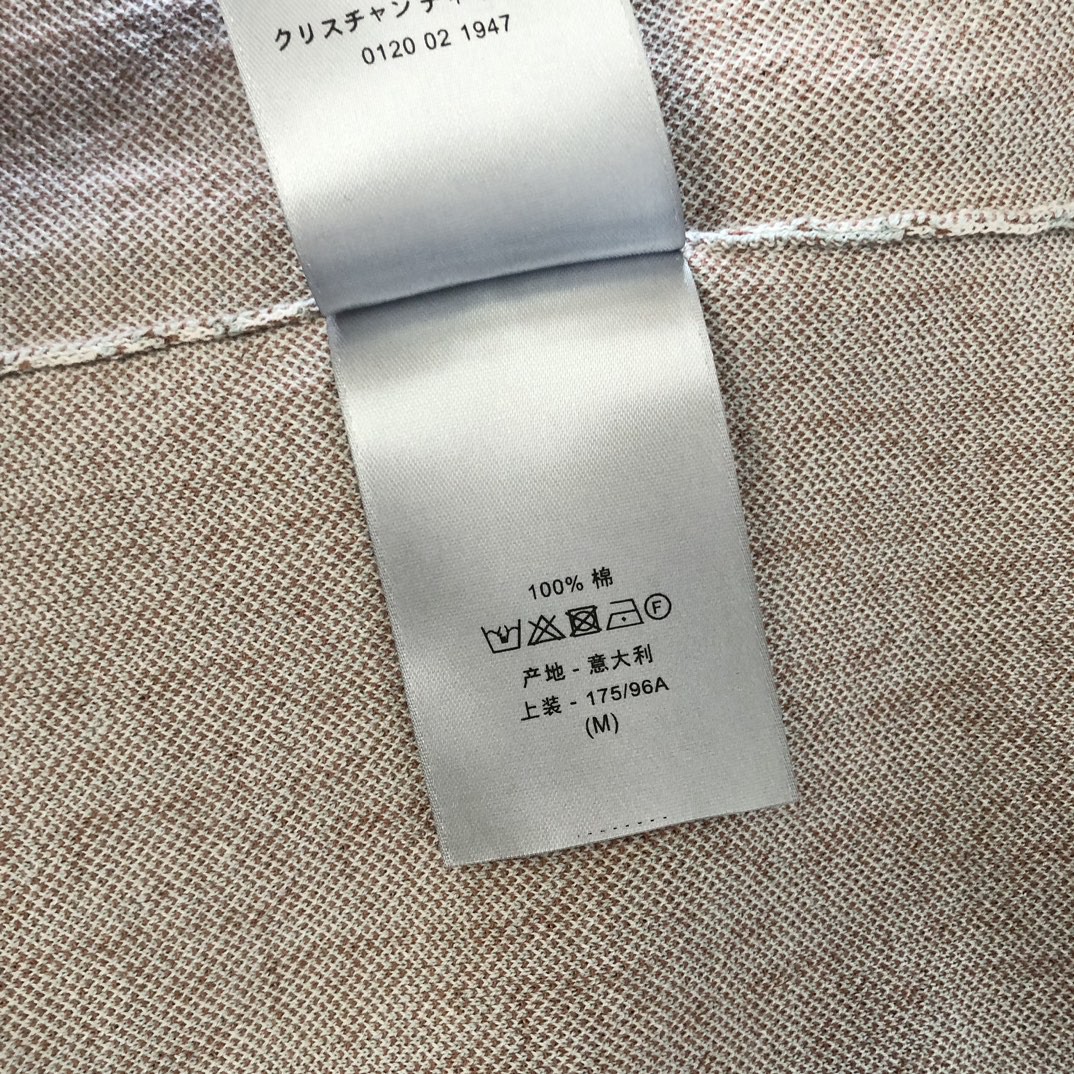 クリスチャン
0120 02 1947
100% 棉
F
产地 - 意大利
上装 - 175/96A
(M)